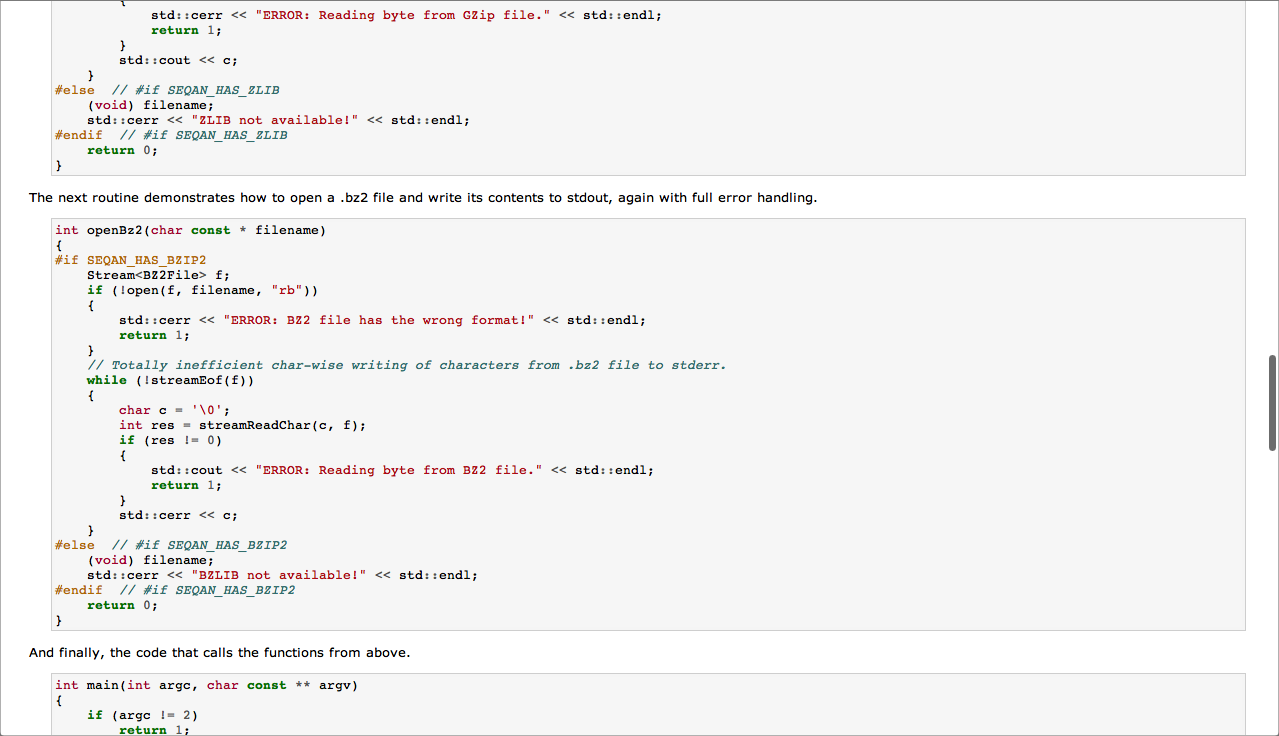 {
std::cerr << "ERROR: Reading byte from GZip file." << std::endl;
return 1;
}
std::cout << c;
}
#else  // #if SEQAN_HAS_ZLIB
(void) filename;
std::cerr << "ZLIB not available!" << std::endl;
#endif  // #if SEQAN_HAS_ZLIB
return 0;
}
The next routine demonstrates how to open a .bz2 file and write its contents to stdout, again with full error handling.
int openBz2(char const * filename)
{
#if SEQAN_HAS_BZIP2
Stream<BZ2File> f;
if (!open(f, filename, "rb"))
{
std::cerr << "ERROR: BZ2 file has the wrong format!" << std::endl;
return 1;
}
// Totally inefficient char-wise writing of characters from .bz2 file to stderr.
while (!streamEof(f))
{
char c = '\0';
int res = streamReadChar(c, f);
if (res != 0)
{
std::cout << "ERROR: Reading byte from BZ2 file." << std::endl;
return 1;
}
std::cerr << c;
}
#else  // #if SEQAN_HAS_BZIP2
(void) filename;
std::cerr << "BZLIB not available!" << std::endl;
#endif  // #if SEQAN_HAS_BZIP2
return 0;
}
And finally, the code that calls the functions from above.
int main(int argc, char const ** argv)
{
if (argc != 2)
return 1;